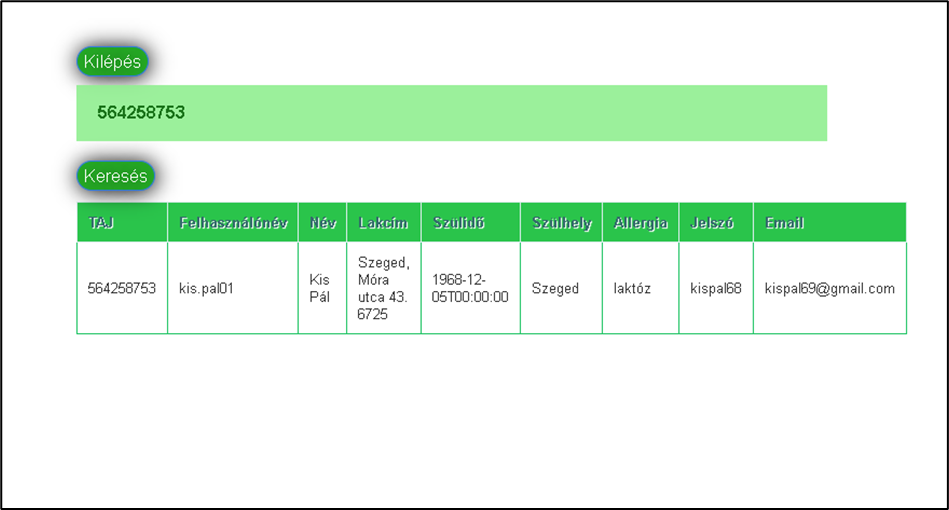 Kilépés
564258753
Keresés
TAJ Felhasználónév Név Lakcím Szülidő Szülhely Allergia Jelszó Email
564258753 kis.pal01 Kis Pál Szeged, Móra utca 43. 6725 1968-12-05T00:00:00 Szeged laktóz kispal68 kispal69@gmail.com